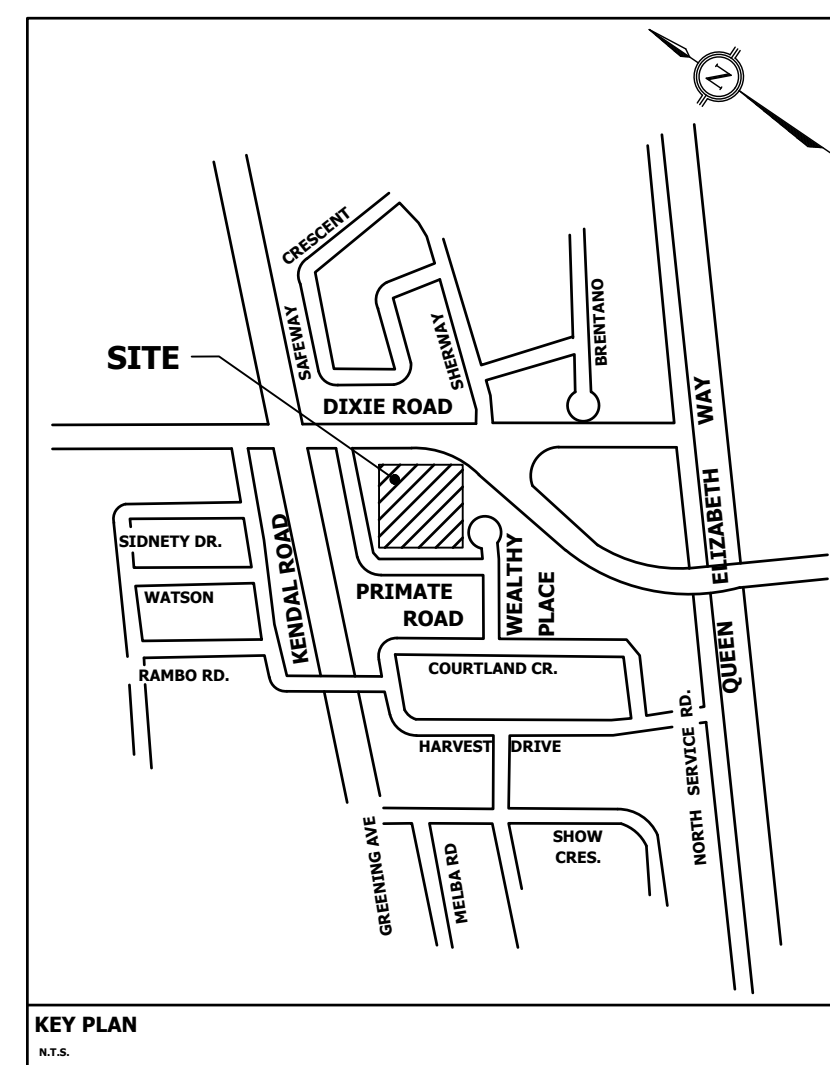 N
CRESCENT
SAFEWAY
SHERWAY
BRENTANO
SITE
DIXIE ROAD
QUEEN ELIZABETH WAY
SIDNETY DR.
WATSON
KENDAL ROAD
PRIMATE
ROAD
WEALTHY
PLACE
RAMBO RD.
COURTLAND CR.
HARVEST DRIVE
NORTH SERVICE RD.
GREENING AVE
MELBA RD
SHOW
CRES.
KEY PLAN
N.T.S.